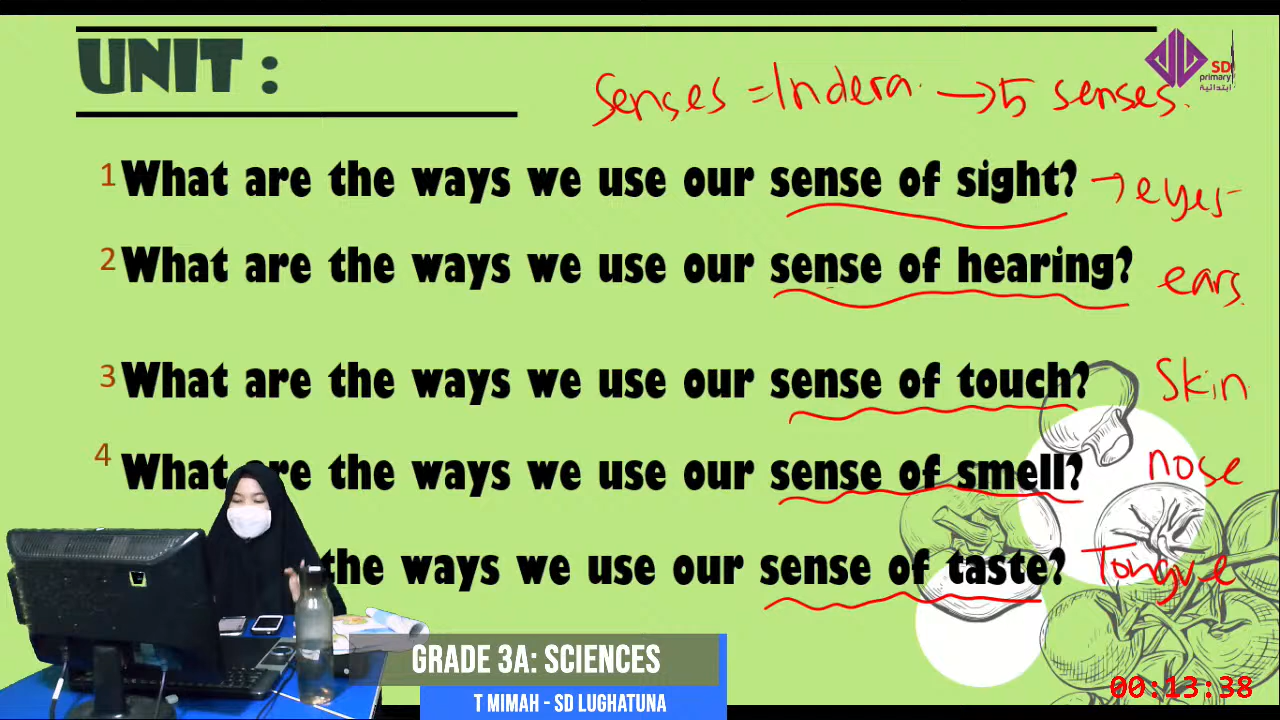 UNIT :
Senses = Indera → 5 senses.
SD
primary
ابتدائية
1 What are the ways we use our sense of sight? → eyes
2 What are the ways we use our sense of hearing? ears
3 What are the ways we use our sense of touch? Skin
4 What are the ways we use our sense of smell? nose
the ways we use our sense of taste? Tongue
GRADE 3A: SCIENCES
T MIMAH - SD LUGHATUNA
00:13:38